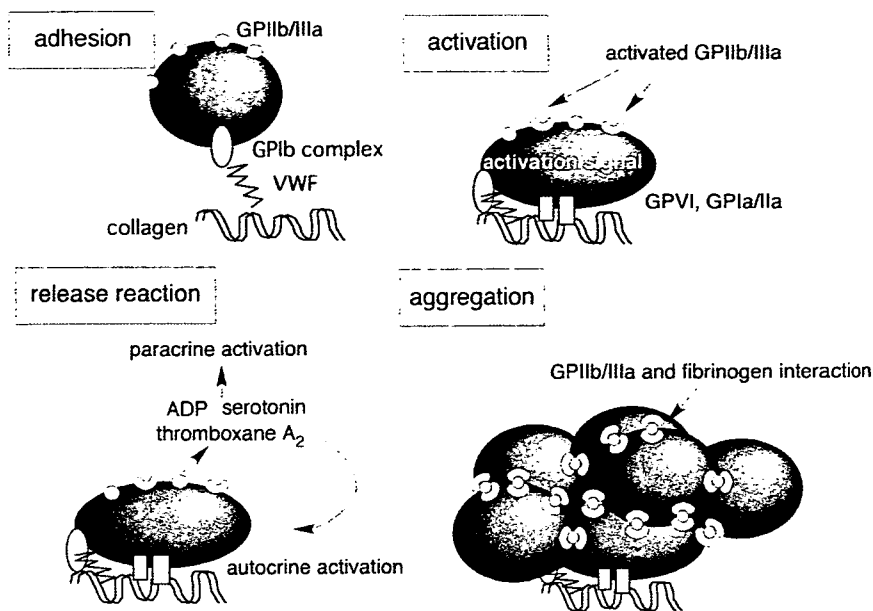 adhesion
GPIIb/IIIa
GPIb complex
VWF
collagen
activation
activated GPIIb/IIIa
activation signal
GPVI, GPIa/IIa
release reaction
paracrine activation
ADP serotonin
thromboxane A₂
autocrine activation
aggregation
GPIIb/IIIa and fibrinogen interaction